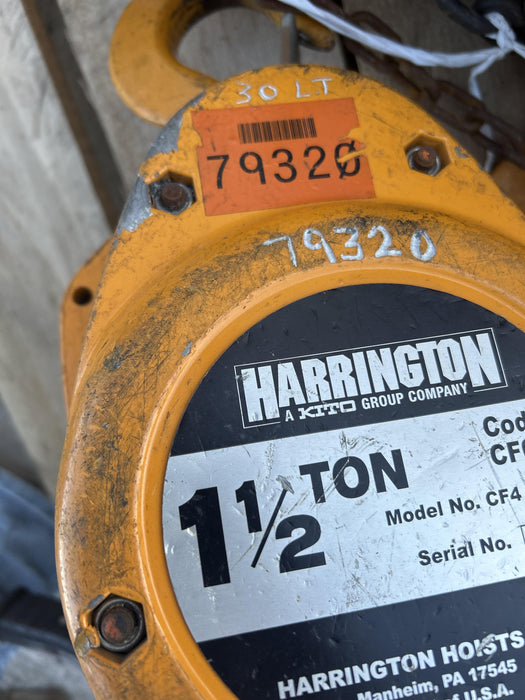 30 LT
79320
79320
HARRINGTON
A KITO GROUP COMPANY
1 1/2 TON
Cod
CF
Model No. CF4
Serial No.
HARRINGTON HOISTS
Manheim, PA 17545
U.S.A.